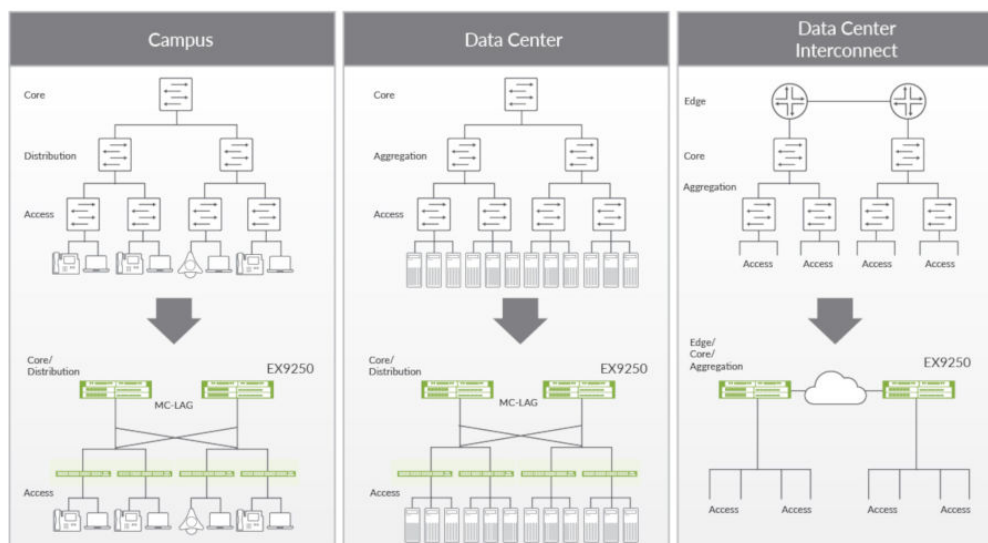 Campus
Core
Distribution
Access
Core/
Distribution
EX9250
MC-LAG
Access
Data Center
Core
Aggregation
Access
Core/
Distribution
EX9250
MC-LAG
Access
Data Center
Interconnect
Edge
Core
Aggregation
Access Access Access Access
Edge/
Core/
Aggregation
EX9250
Access Access Access Access